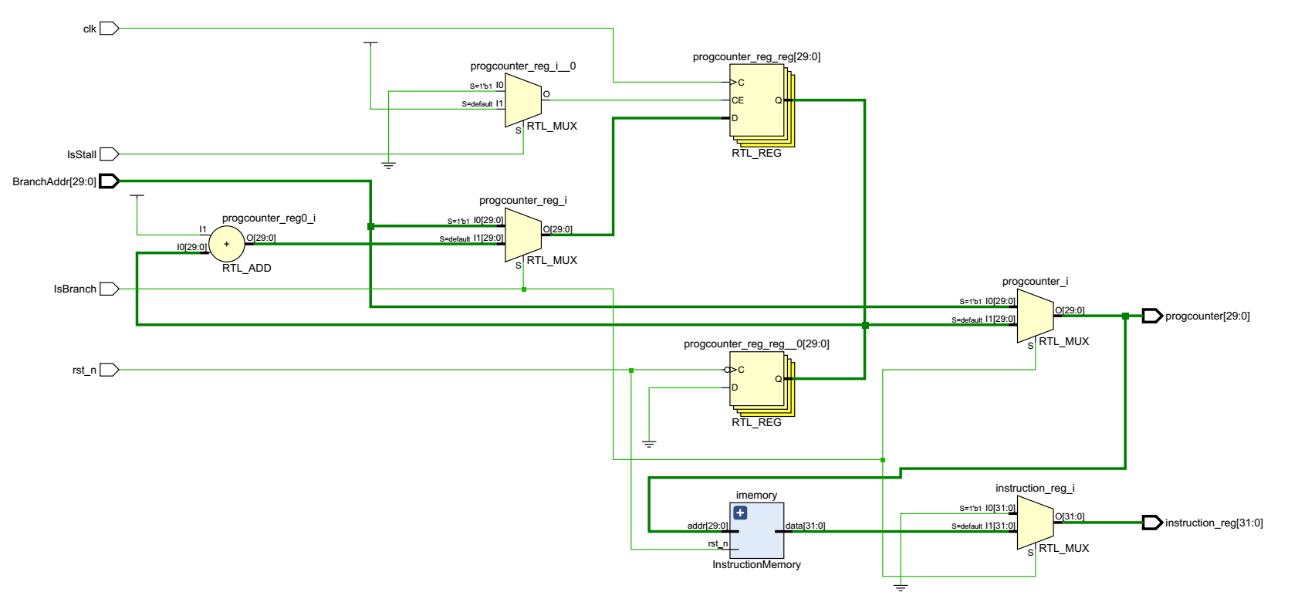 clk
progcounter_reg_reg[29:0]
progcounter_reg_i__0
S=1'b1 I0
S=default I1
O
S
RTL_MUX
C
CE
D
Q
RTL_REG
IsStall
BranchAddr[29:0]
progcounter_reg_i
progcounter_reg0_i
I1
I0[29:0]
+
O[29:0]
RTL_ADD
S=1'b1 I0[29:0]
S=default I1[29:0]
O[29:0]
S
RTL_MUX
IsBranch
progcounter_i
S=1'b1 I0[29:0]
S=default I1[29:0]
O[29:0]
S
RTL_MUX
progcounter[29:0]
progcounter_reg_reg__0[29:0]
rst_n
C
D
Q
RTL_REG
imemory
addr[29:0]
data[31:0]
rst_n
InstructionMemory
instruction_reg_i
S=1'b1 I0[31:0]
S=default I1[31:0]
O[31:0]
S
RTL_MUX
instruction_reg[31:0]